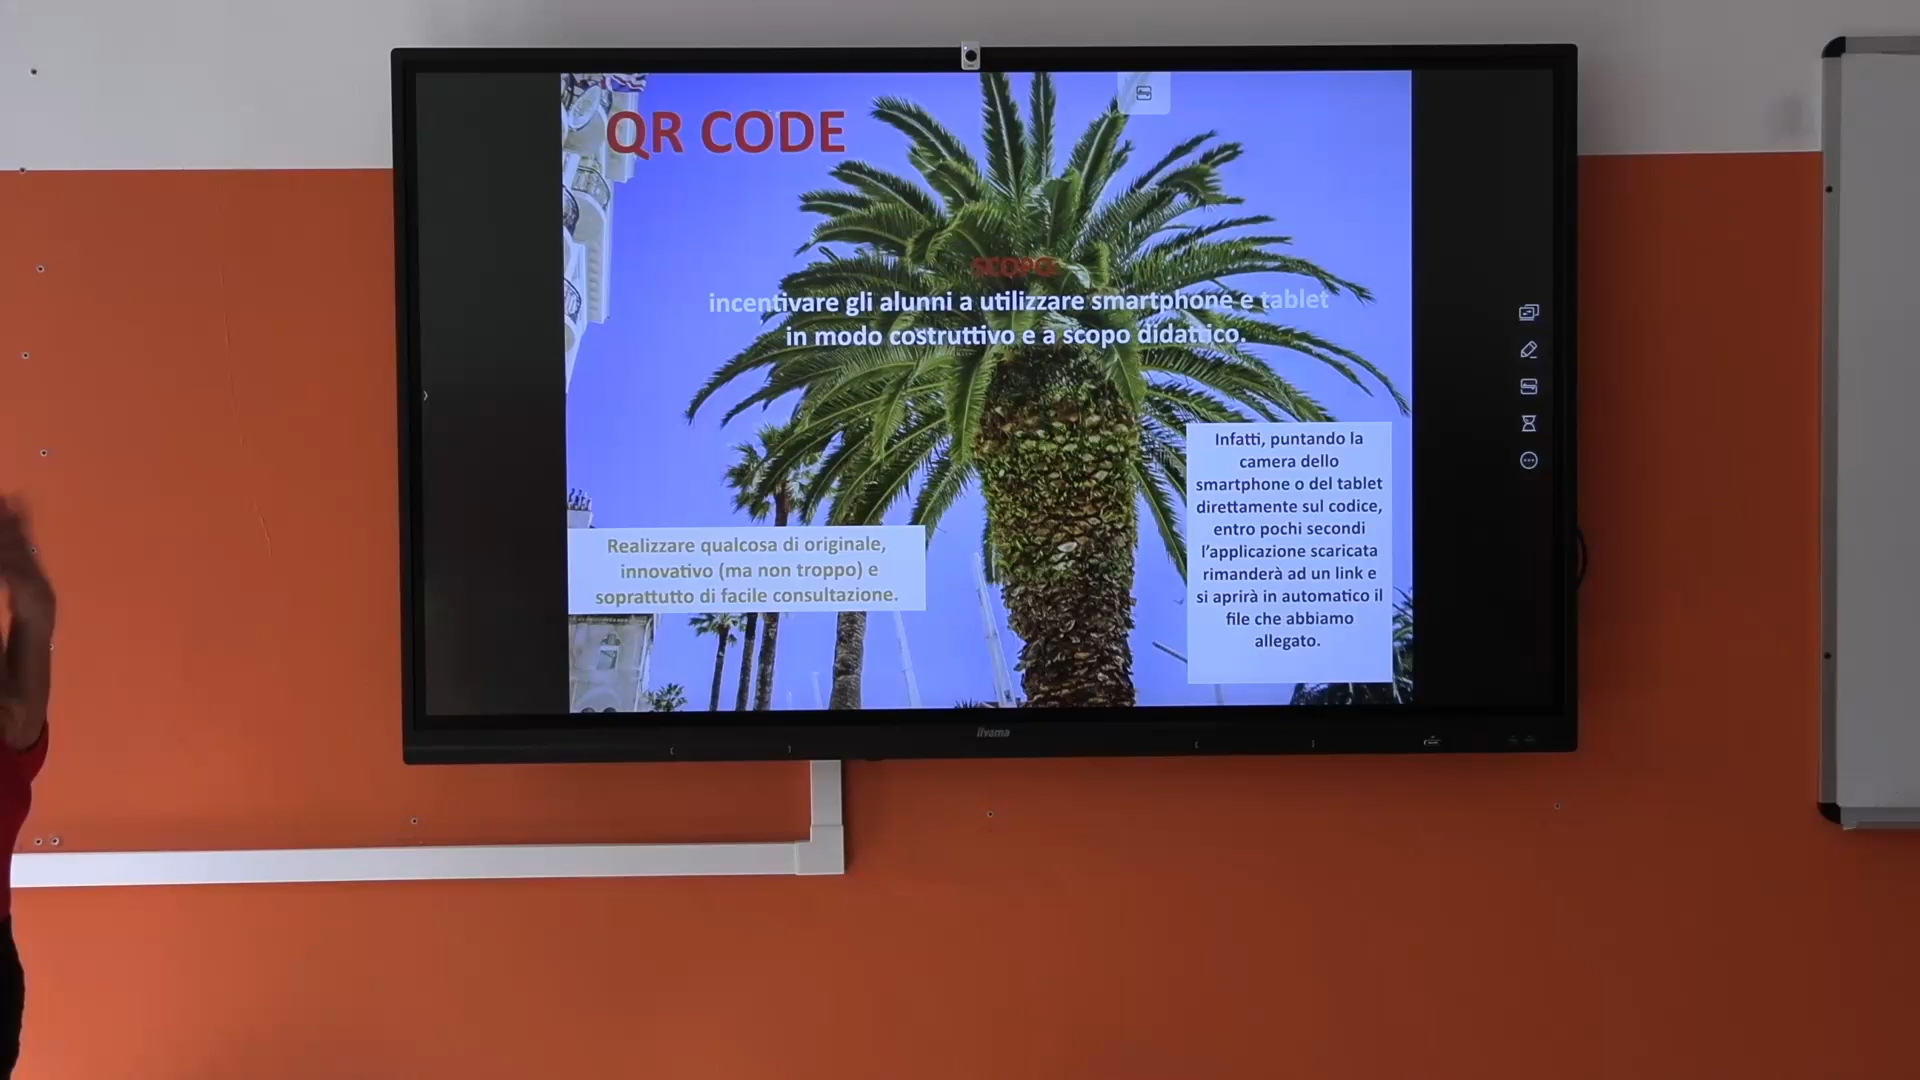 QR CODE
SCOPO:
incentivare gli alunni a utilizzare smartphone e tablet
in modo costruttivo e a scopo didattico.
Infatti, puntando la
camera dello
smartphone o del tablet
direttamente sul codice,
entro pochi secondi
l'applicazione scaricata
rimanderà ad un link e
si aprirà in automatico il
file che abbiamo
allegato.
Realizzare qualcosa di originale,
innovativo (ma non troppo) e
soprattutto di facile consultazione.
iiyama